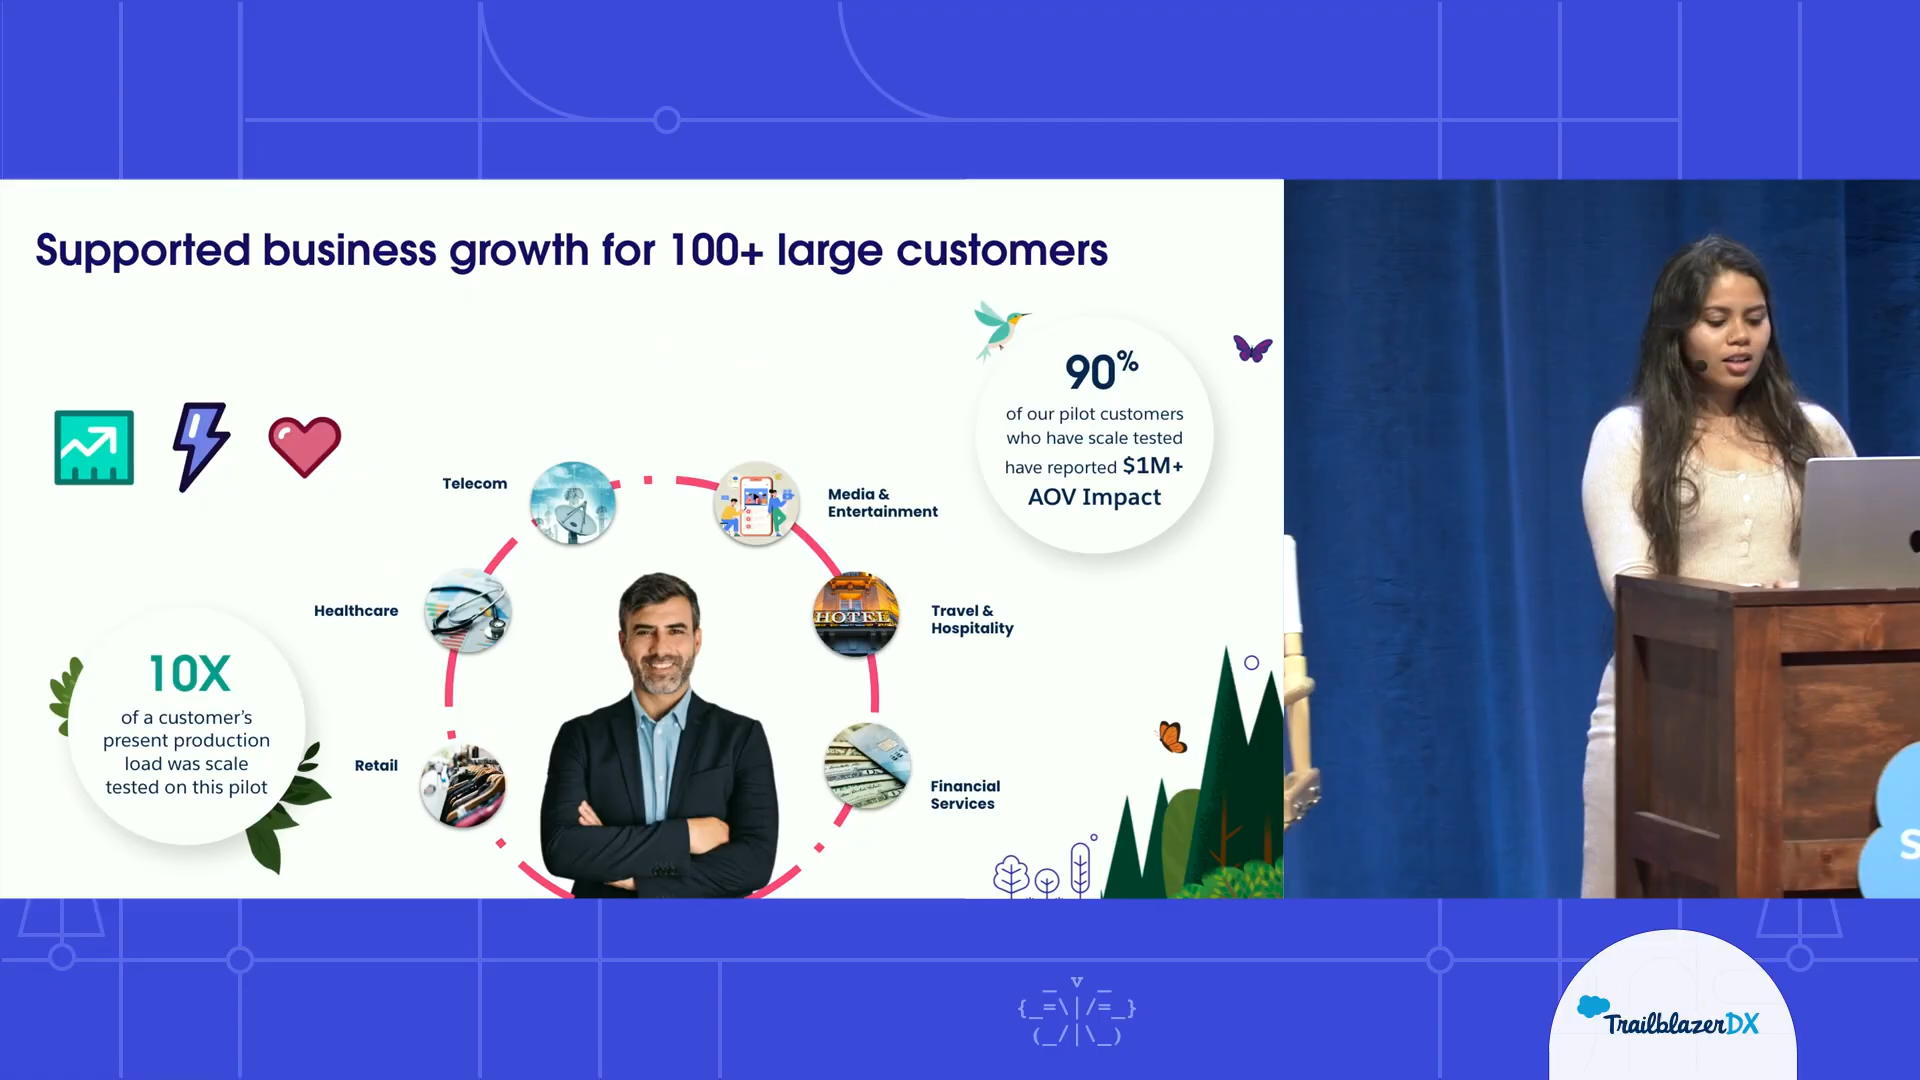 Supported business growth for 100+ large customers
90%
of our pilot customers
who have scale tested
have reported $1M+
AOV Impact
Telecom
Media &
Entertainment
Healthcare
HOTEL
Travel &
Hospitality
10X
of a customer's
present production
load was scale
tested on this pilot
Retail
Financial
Services
S
v
{_=\|/=_}
(_/|\_)
TrailblazerDX